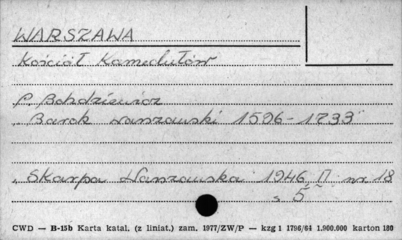 WARSZAWA
Kościół Kamedułów
P. Bohdziewicz
„Barok warszawski 1596-1733"
„Skarpa Warszawska" 1946 II nr 18
s. 5
CWD — B-15b Karta katal. (z liniat.) zam. 1977/ZW/P — kzg 1 1796/64 1.900.000 karton 180